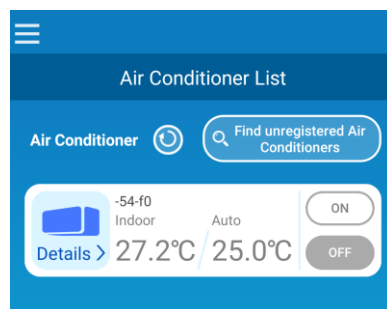 Air Conditioner List
Air Conditioner
Find unregistered Air
Conditioners
-54-f0
Indoor
Auto
ON
Details
27.2℃
25.0℃
OFF